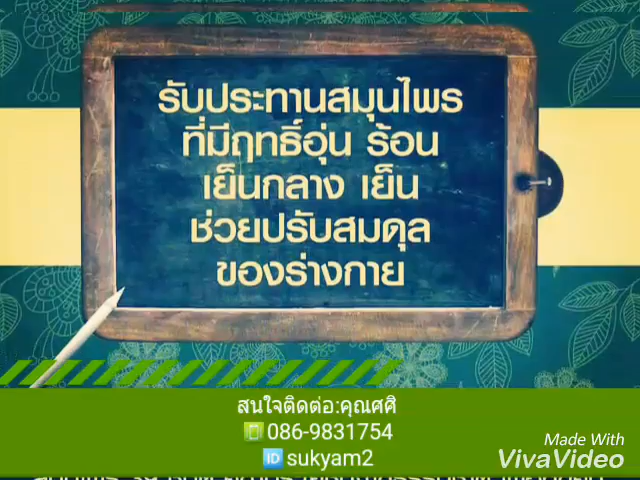 รับประทานสมุนไพร
ที่มีฤทธิ์อุ่น ร้อน
เย็นกลาง เย็น
ช่วยปรับสมดุล
ของร่างกาย
สนใจติดต่อ:คุณศศิ
086-9831754
ID sukyam2
Made With
VivaVideo